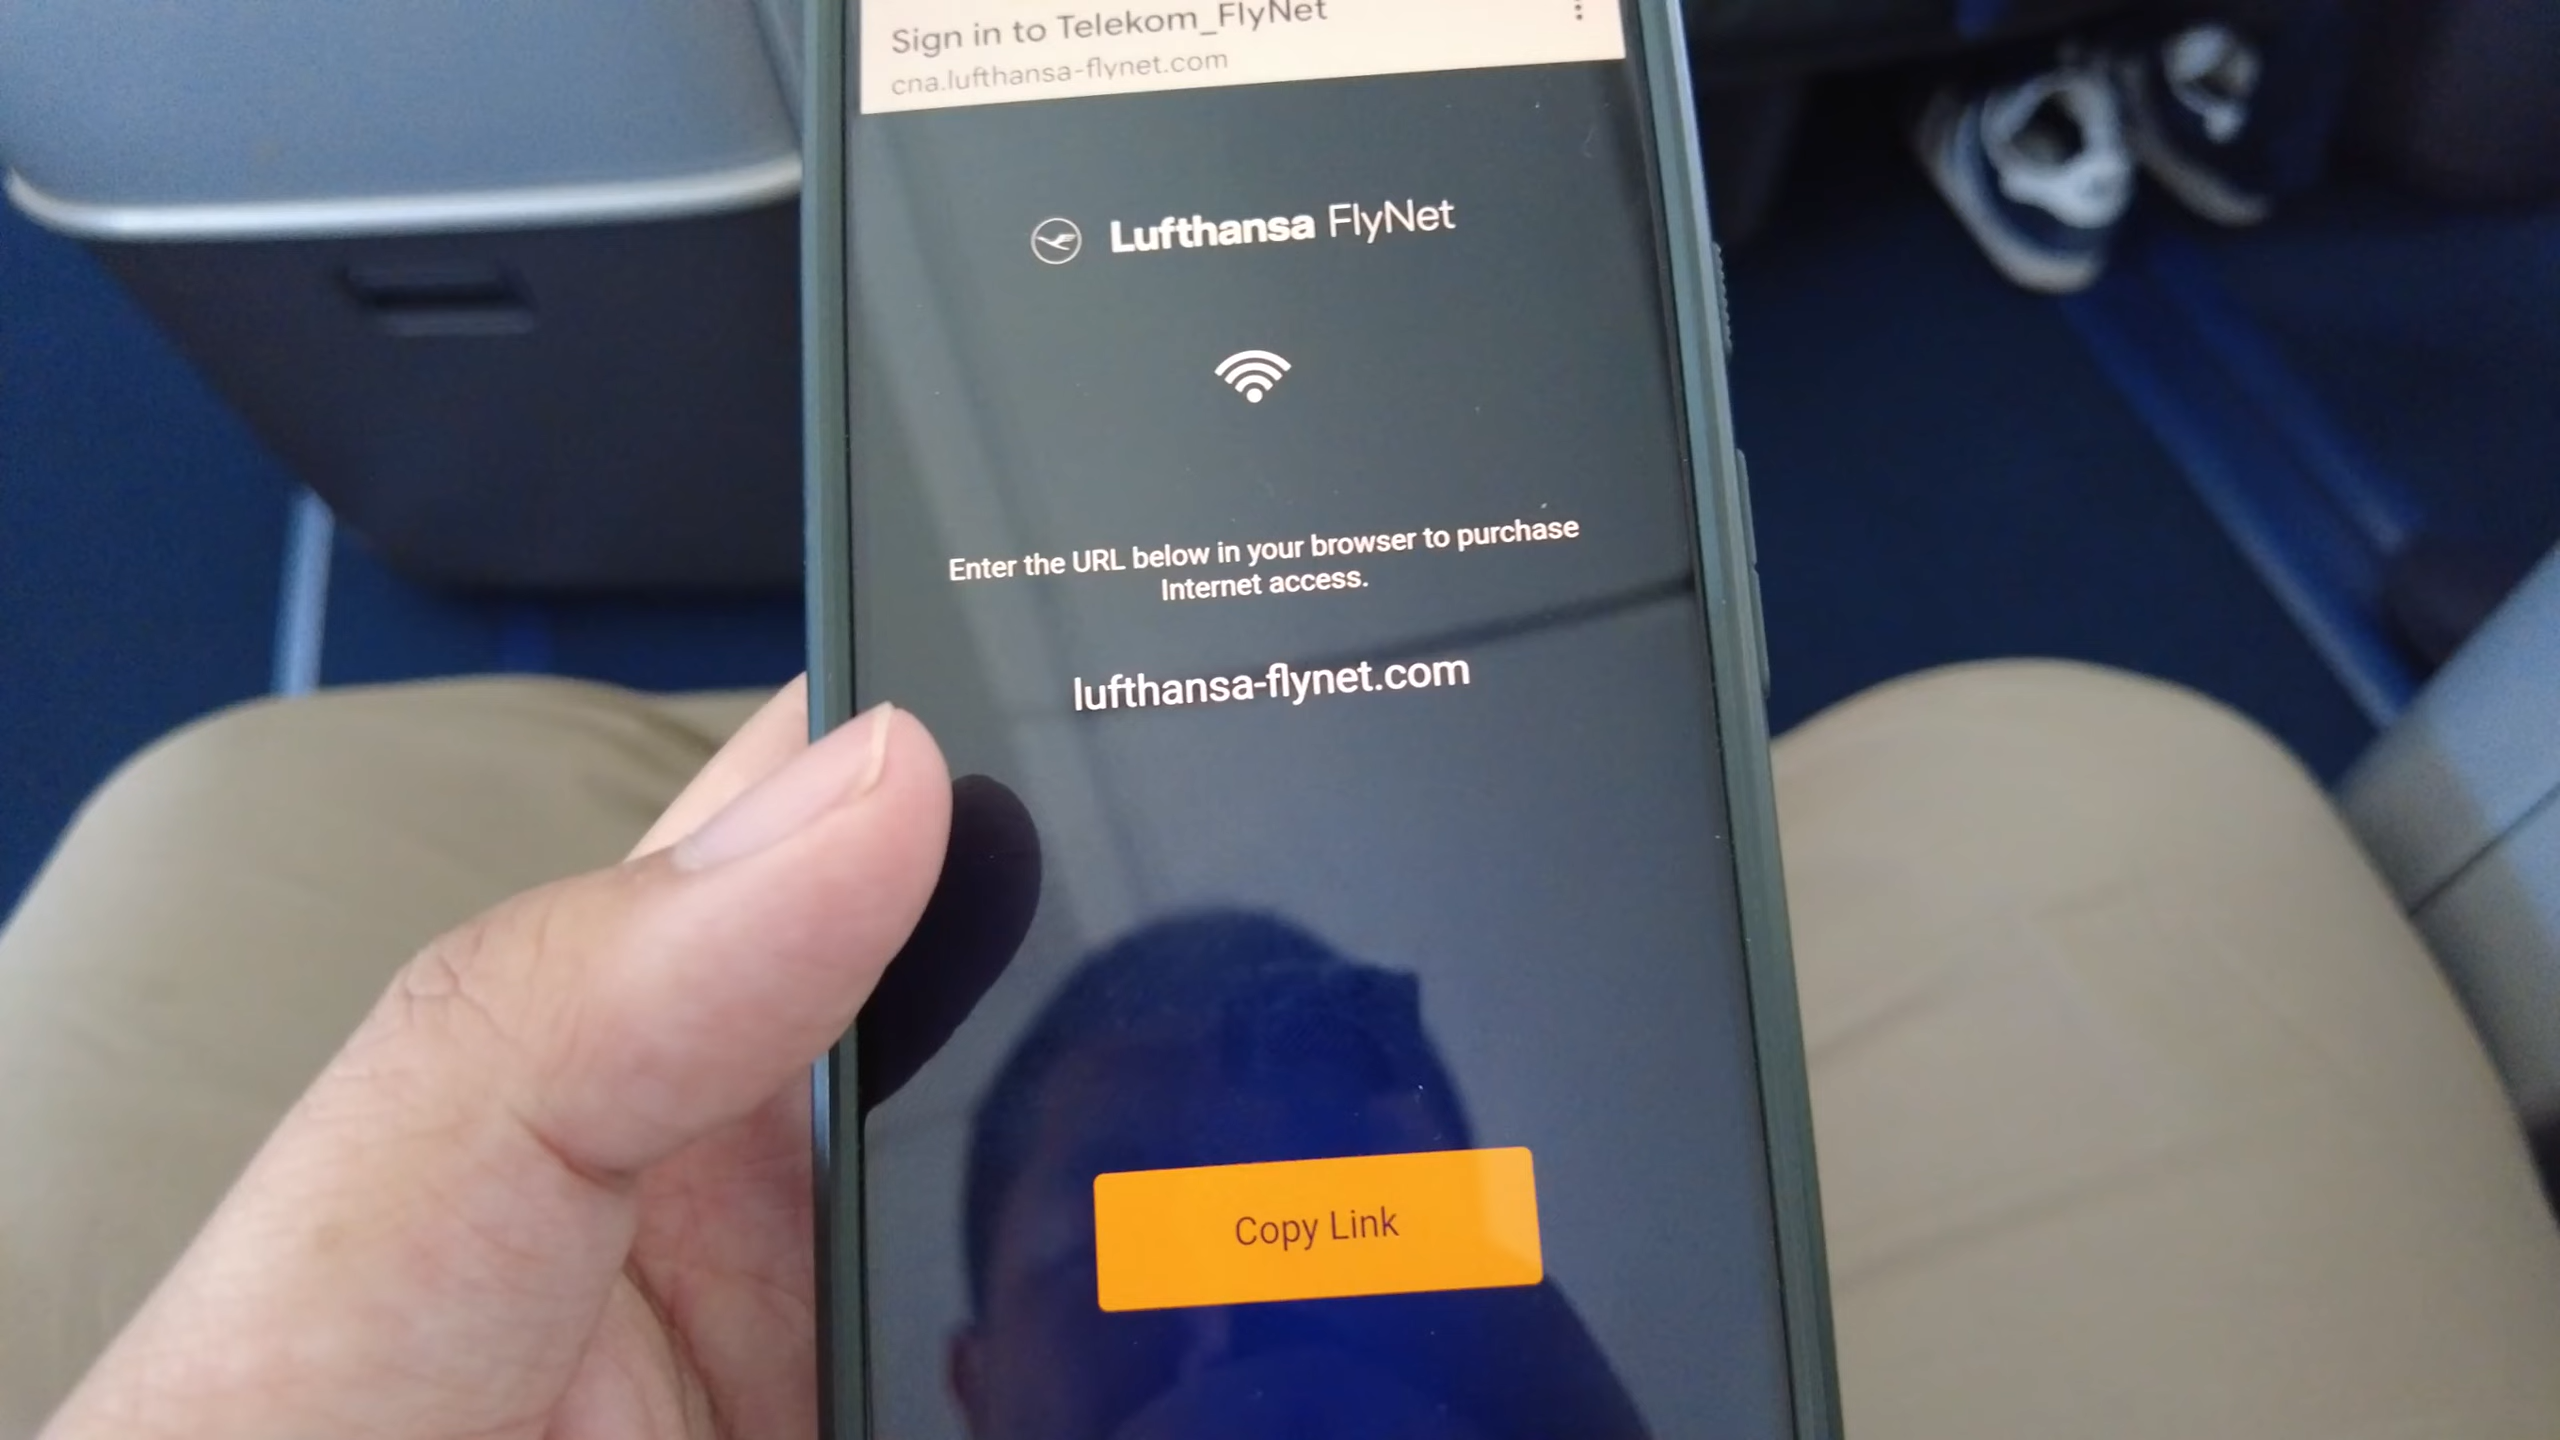 Sign in to Telekom_FlyNet
cna.lufthansa-flynet.com
Lufthansa FlyNet
Enter the URL below in your browser to purchase
Internet access.
lufthansa-flynet.com
Copy Link